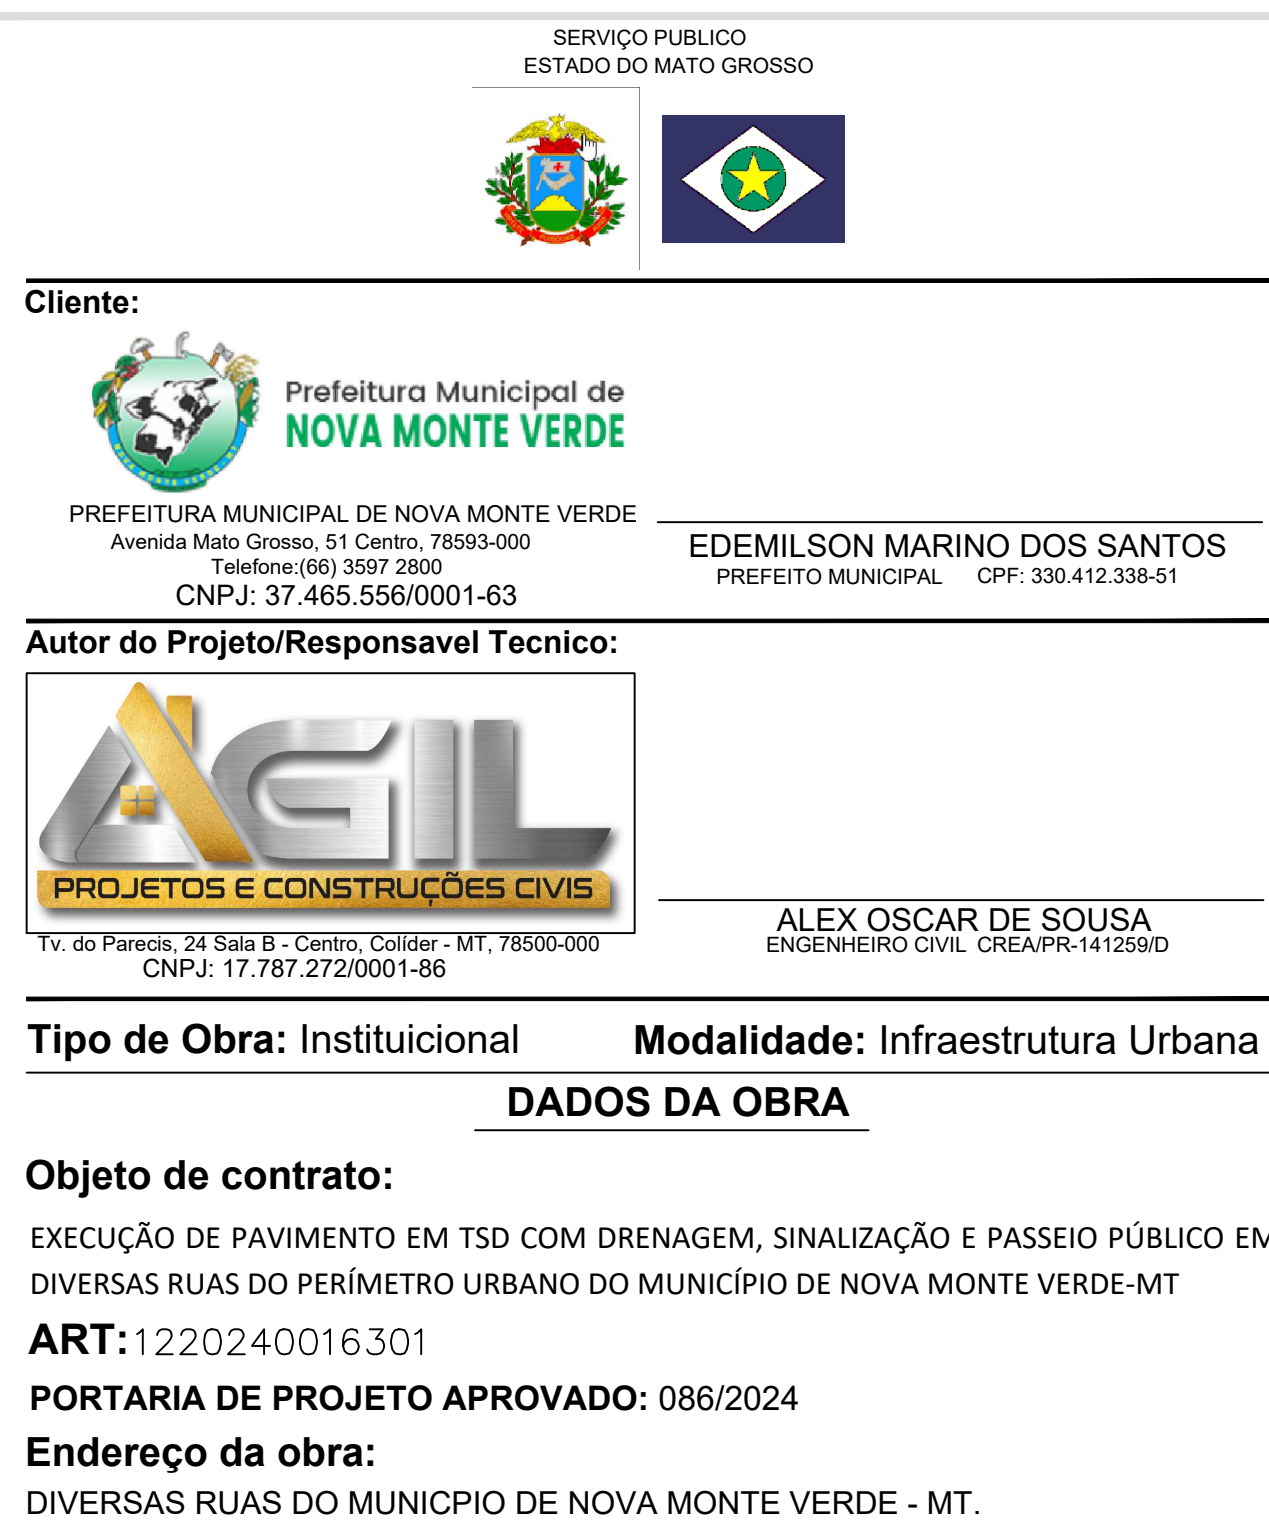 SERVIÇO PUBLICO
ESTADO DO MATO GROSSO
Cliente:
Prefeitura Municipal de
NOVA MONTE VERDE
PREFEITURA MUNICIPAL DE NOVA MONTE VERDE
Avenida Mato Grosso, 51 Centro, 78593-000
Telefone:(66) 3597 2800
CNPJ: 37.465.556/0001-63
EDEMILSON MARINO DOS SANTOS
PREFEITO MUNICIPAL CPF: 330.412.338-51
Autor do Projeto/Responsavel Tecnico:
AGIL
PROJETOS E CONSTRUÇÕES CIVIS
Tv. do Parecis, 24 Sala B - Centro, Colíder - MT, 78500-000
CNPJ: 17.787.272/0001-86
ALEX OSCAR DE SOUSA
ENGENHEIRO CIVIL CREA/PR-141259/D
Tipo de Obra: Instituicional Modalidade: Infraestrutura Urbana
DADOS DA OBRA
Objeto de contrato:
EXECUÇÃO DE PAVIMENTO EM TSD COM DRENAGEM, SINALIZAÇÃO E PASSEIO PÚBLICO EM
DIVERSAS RUAS DO PERÍMETRO URBANO DO MUNICÍPIO DE NOVA MONTE VERDE-MT
ART:1220240016301
PORTARIA DE PROJETO APROVADO: 086/2024
Endereço da obra:
DIVERSAS RUAS DO MUNICPIO DE NOVA MONTE VERDE - MT.